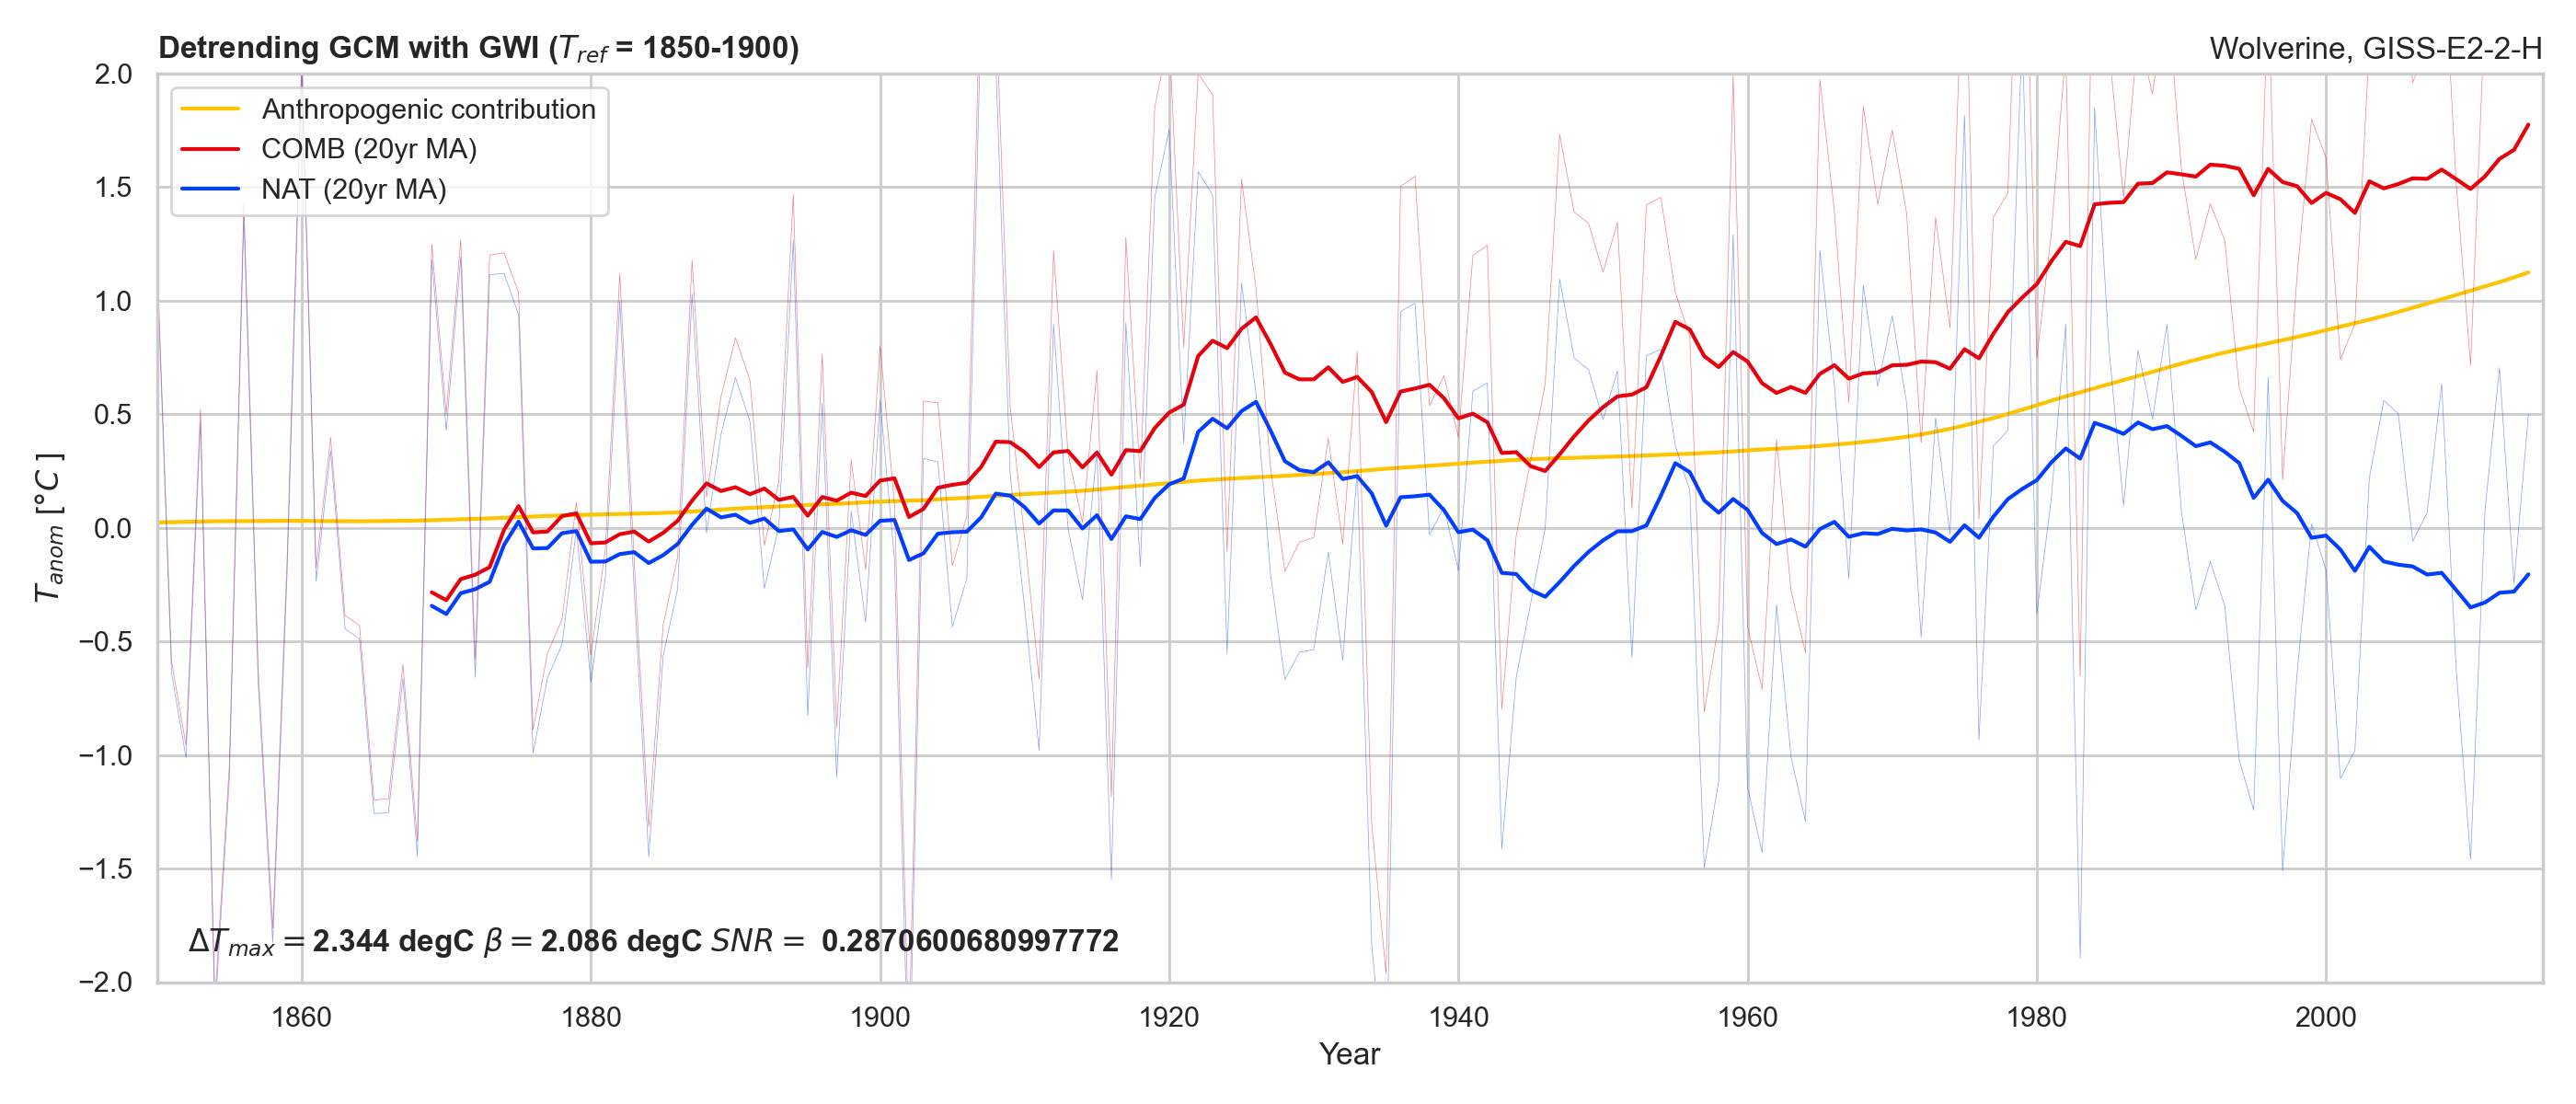 Detrending GCM with GWI (T_ref = 1850-1900)
Wolverine, GISS-E2-2-H
2.0
1.5
1.0
0.5
0.0
−0.5
−1.0
−1.5
−2.0
T_anom [°C]
Anthropogenic contribution
COMB (20yr MA)
NAT (20yr MA)
ΔT_max = 2.344 degC β = 2.086 degC SNR = 0.2870600680997772
1860 1880 1900 1920 1940 1960 1980 2000
Year